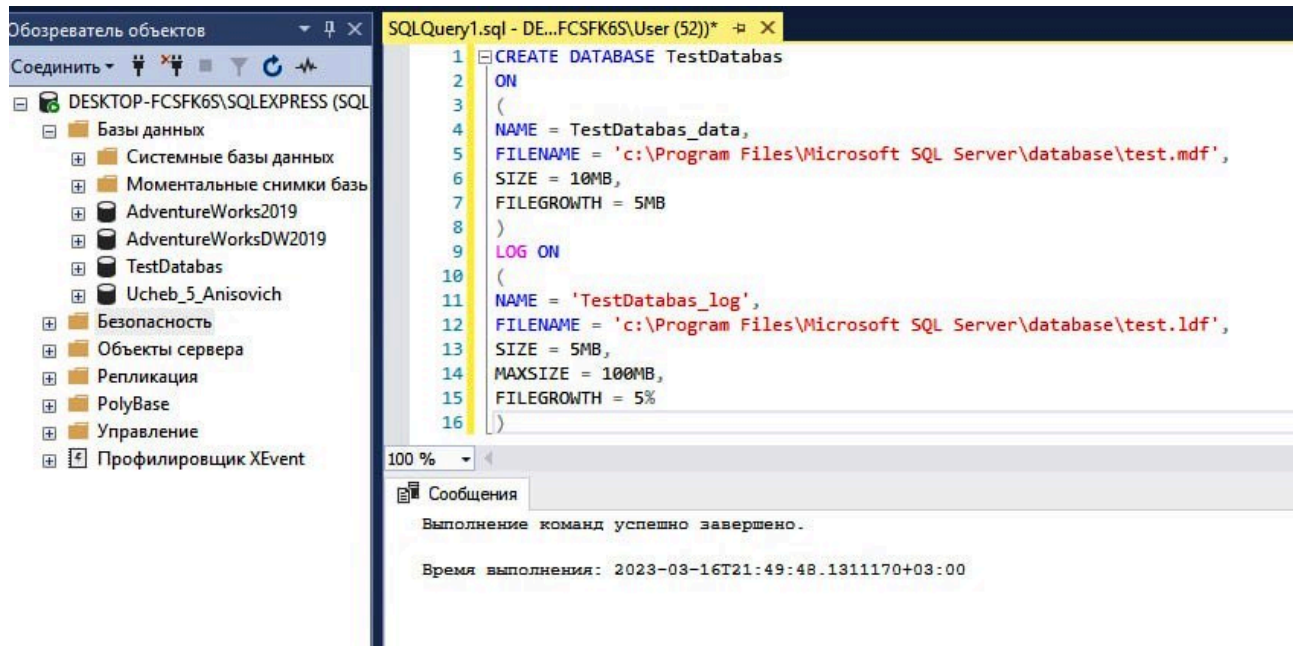 Обозреватель объектов
Соединить
DESKTOP-FCSFK6S\SQLEXPRESS (SQL
Базы данных
Системные базы данных
Моментальные снимки базь
AdventureWorks2019
AdventureWorksDW2019
TestDatabas
Ucheb_5_Anisovich
Безопасность
Объекты сервера
Репликация
PolyBase
Управление
Профилировщик XEvent
SQLQuery1.sql - DE...FCSFK6S\User (52))*
1 CREATE DATABASE TestDatabas
2 ON
3 (
4 NAME = TestDatabas_data,
5 FILENAME = 'c:\Program Files\Microsoft SQL Server\database\test.mdf',
6 SIZE = 10MB,
7 FILEGROWTH = 5MB
8 )
9 LOG ON
10 (
11 NAME = 'TestDatabas_log',
12 FILENAME = 'c:\Program Files\Microsoft SQL Server\database\test.ldf',
13 SIZE = 5MB,
14 MAXSIZE = 100MB,
15 FILEGROWTH = 5%
16 )
100 %
Сообщения
Выполнение команд успешно завершено.
Время выполнения: 2023-03-16T21:49:48.1311170+03:00